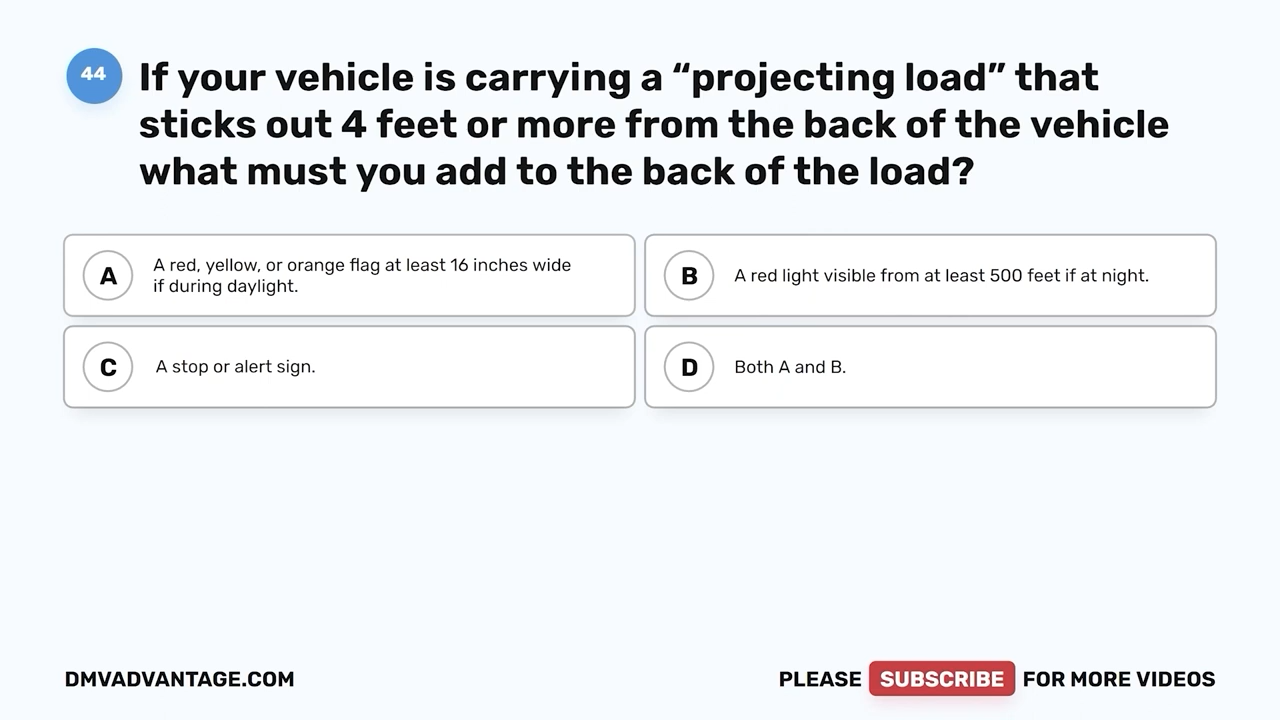 44
If your vehicle is carrying a “projecting load” that
sticks out 4 feet or more from the back of the vehicle
what must you add to the back of the load?
A
A red, yellow, or orange flag at least 16 inches wide
if during daylight.
B
A red light visible from at least 500 feet if at night.
C
A stop or alert sign.
D
Both A and B.
DMVADVANTAGE.COM
PLEASE SUBSCRIBE FOR MORE VIDEOS